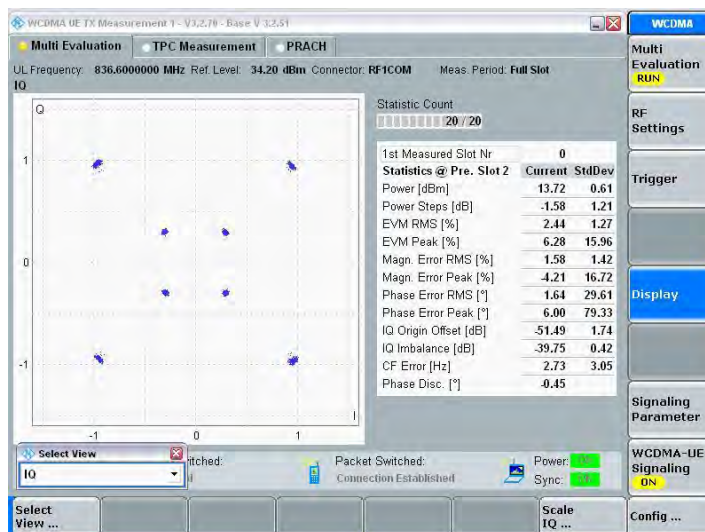 WCDMA UE TX Measurement 1 - V3.2.70 - Base V 3.2.51
WCDMA
Multi Evaluation
TPC Measurement
PRACH
Multi
Evaluation
RUN
UL Frequency: 836.6000000 MHz Ref. Level: 34.20 dBm Connector: RF1COM Meas. Period: Full Slot
IQ
Q
1
0
-1
-1
0
1
I
Statistic Count
20 / 20
1st Measured Slot Nr 0
Statistics @ Pre. Slot 2 Current StdDev
Power [dBm] 13.72 0.61
Power Steps [dB] -1.58 1.21
EVM RMS [%] 2.44 1.27
EVM Peak [%] 6.28 15.96
Magn. Error RMS [%] 1.58 1.42
Magn. Error Peak [%] -4.21 16.72
Phase Error RMS [°] 1.64 29.61
Phase Error Peak [°] 6.00 79.33
IQ Origin Offset [dB] -51.49 1.74
IQ Imbalance [dB] -39.75 0.42
CF Error [Hz] 2.73 3.05
Phase Disc. [°] -0.45
RF
Settings
Trigger
Display
Signaling
Parameter
WCDMA-UE
Signaling
ON
Config ...
Select View
IQ
Packet Switched:
Connection Established
Power:
Sync:
Select
View ...
Scale
IQ ...